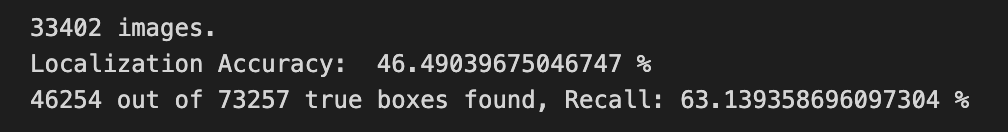 33402 images.
Localization Accuracy:  46.49039675046747 %
46254 out of 73257 true boxes found, Recall: 63.139358696097304 %